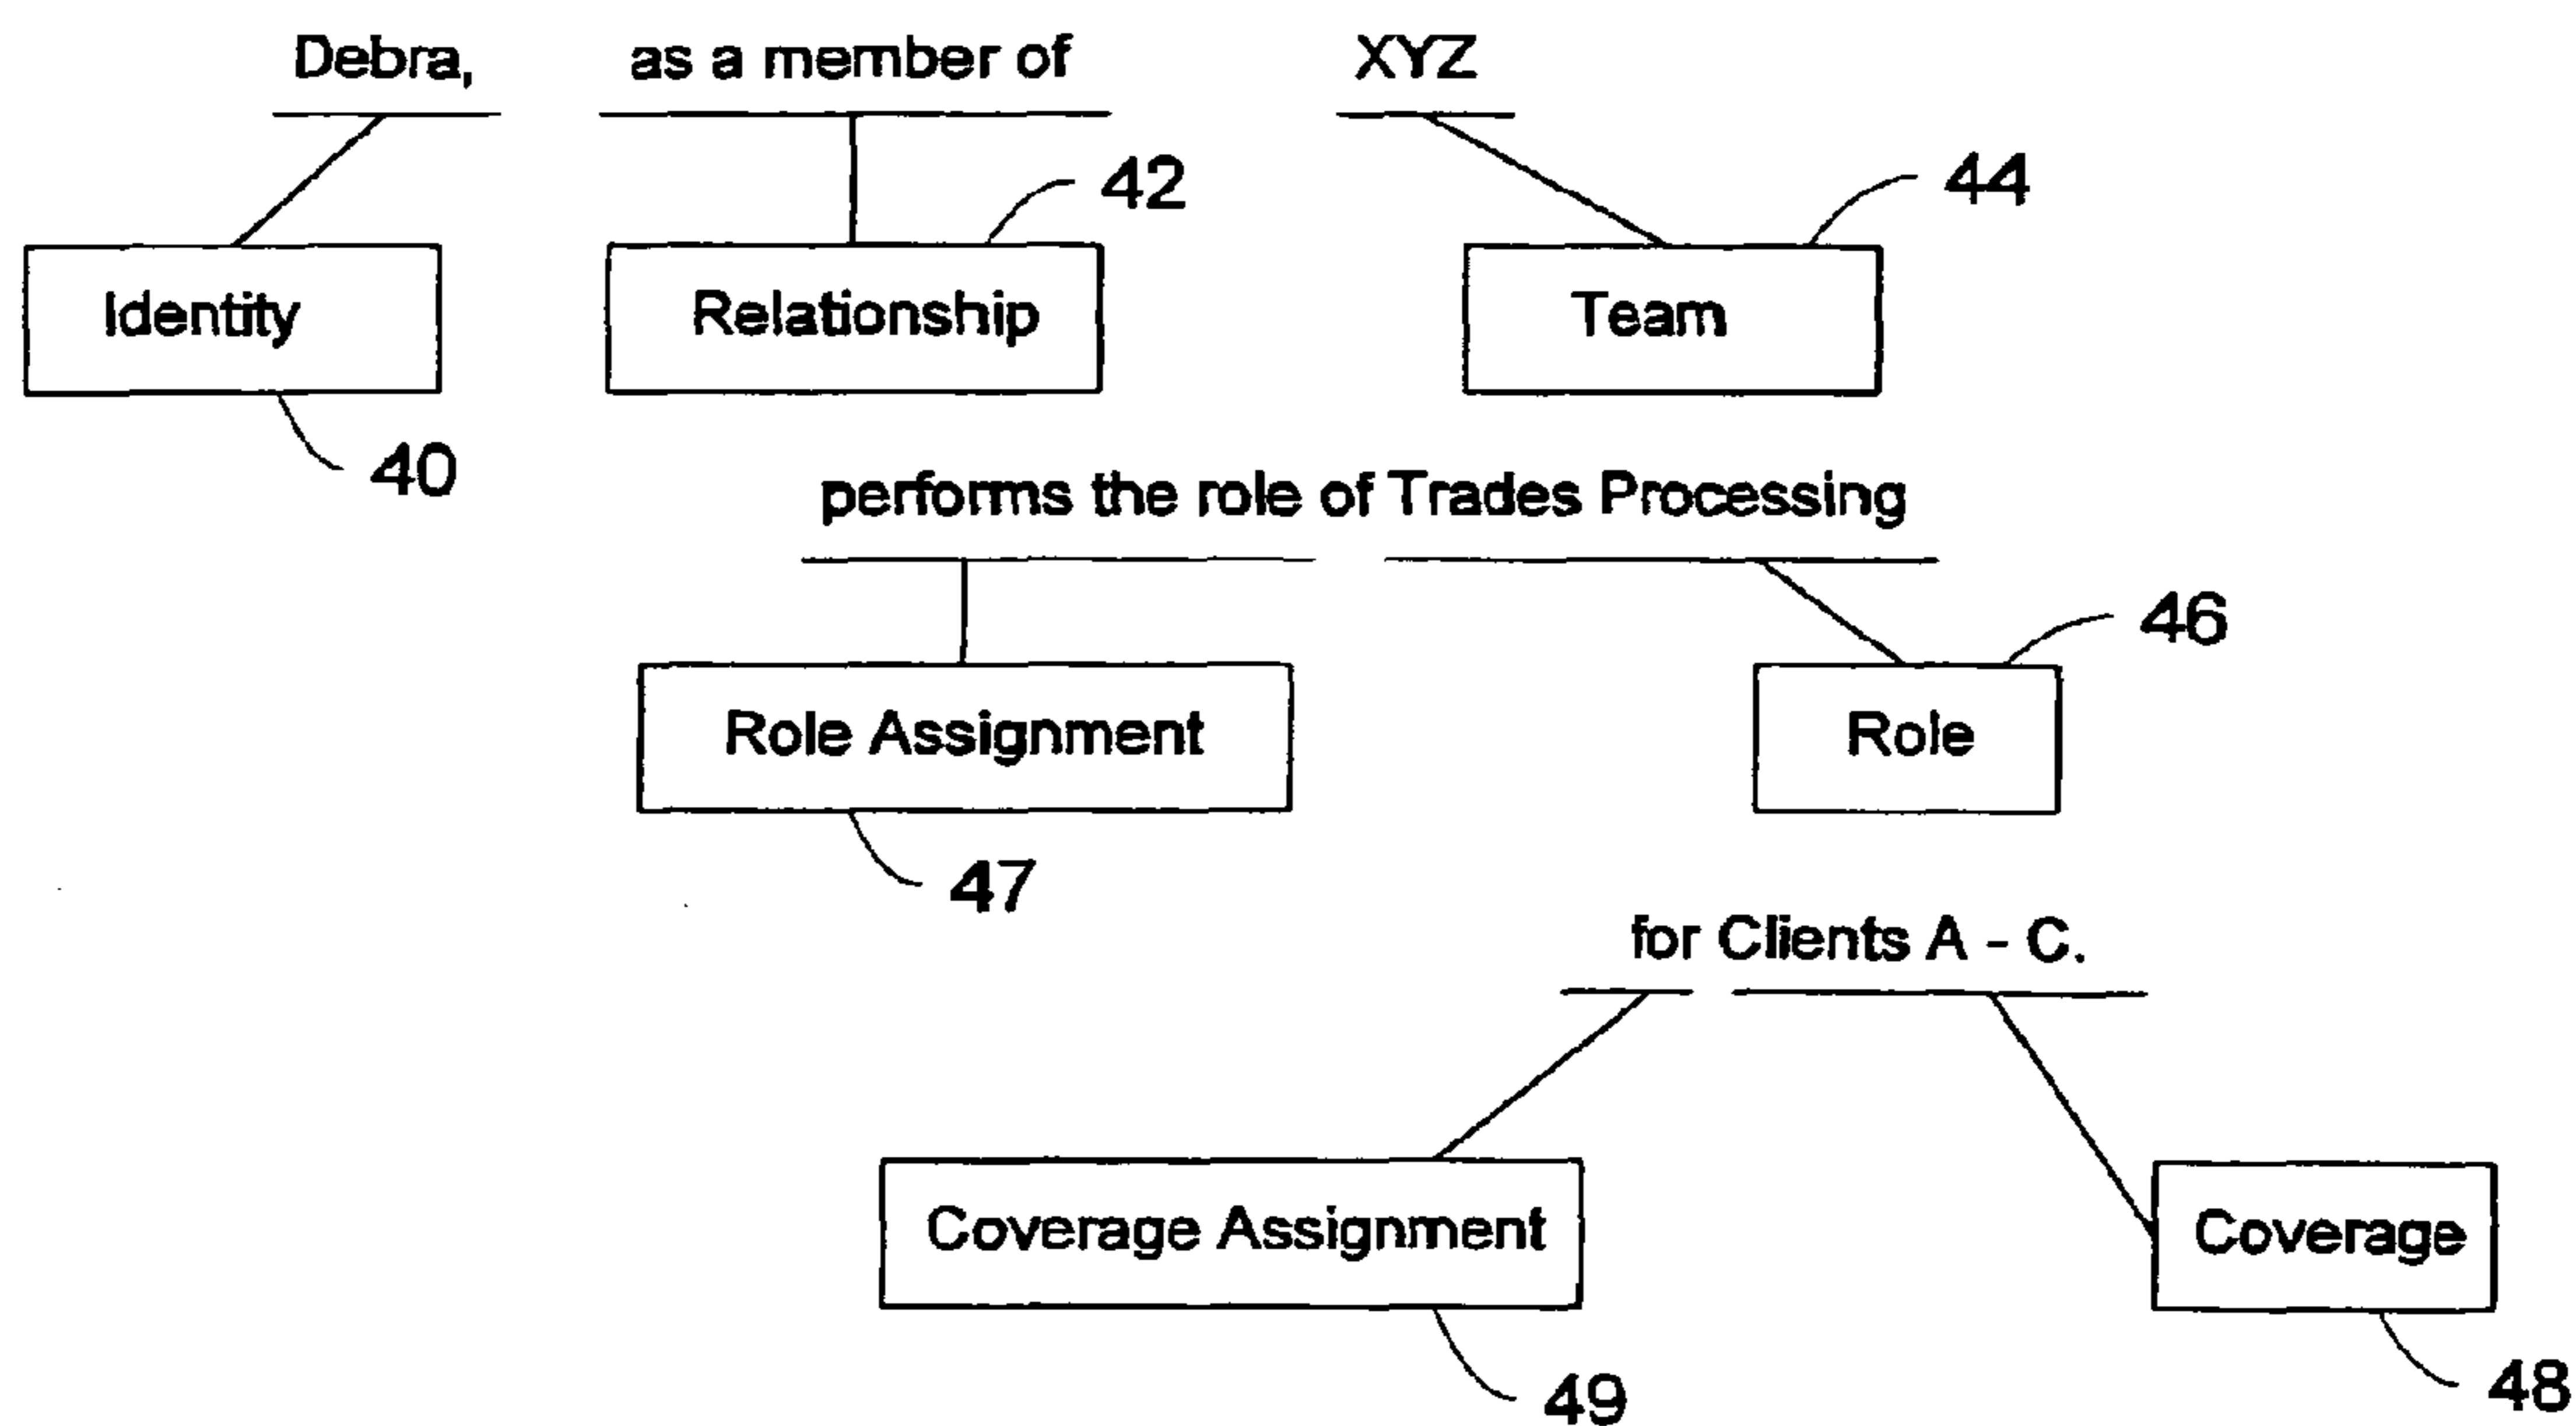 Debra, as a member of XYZ
42 44
Identity Relationship Team
40
performs the role of Trades Processing
46
Role Assignment Role
47
for Clients A - C.
Coverage Assignment Coverage
49 48